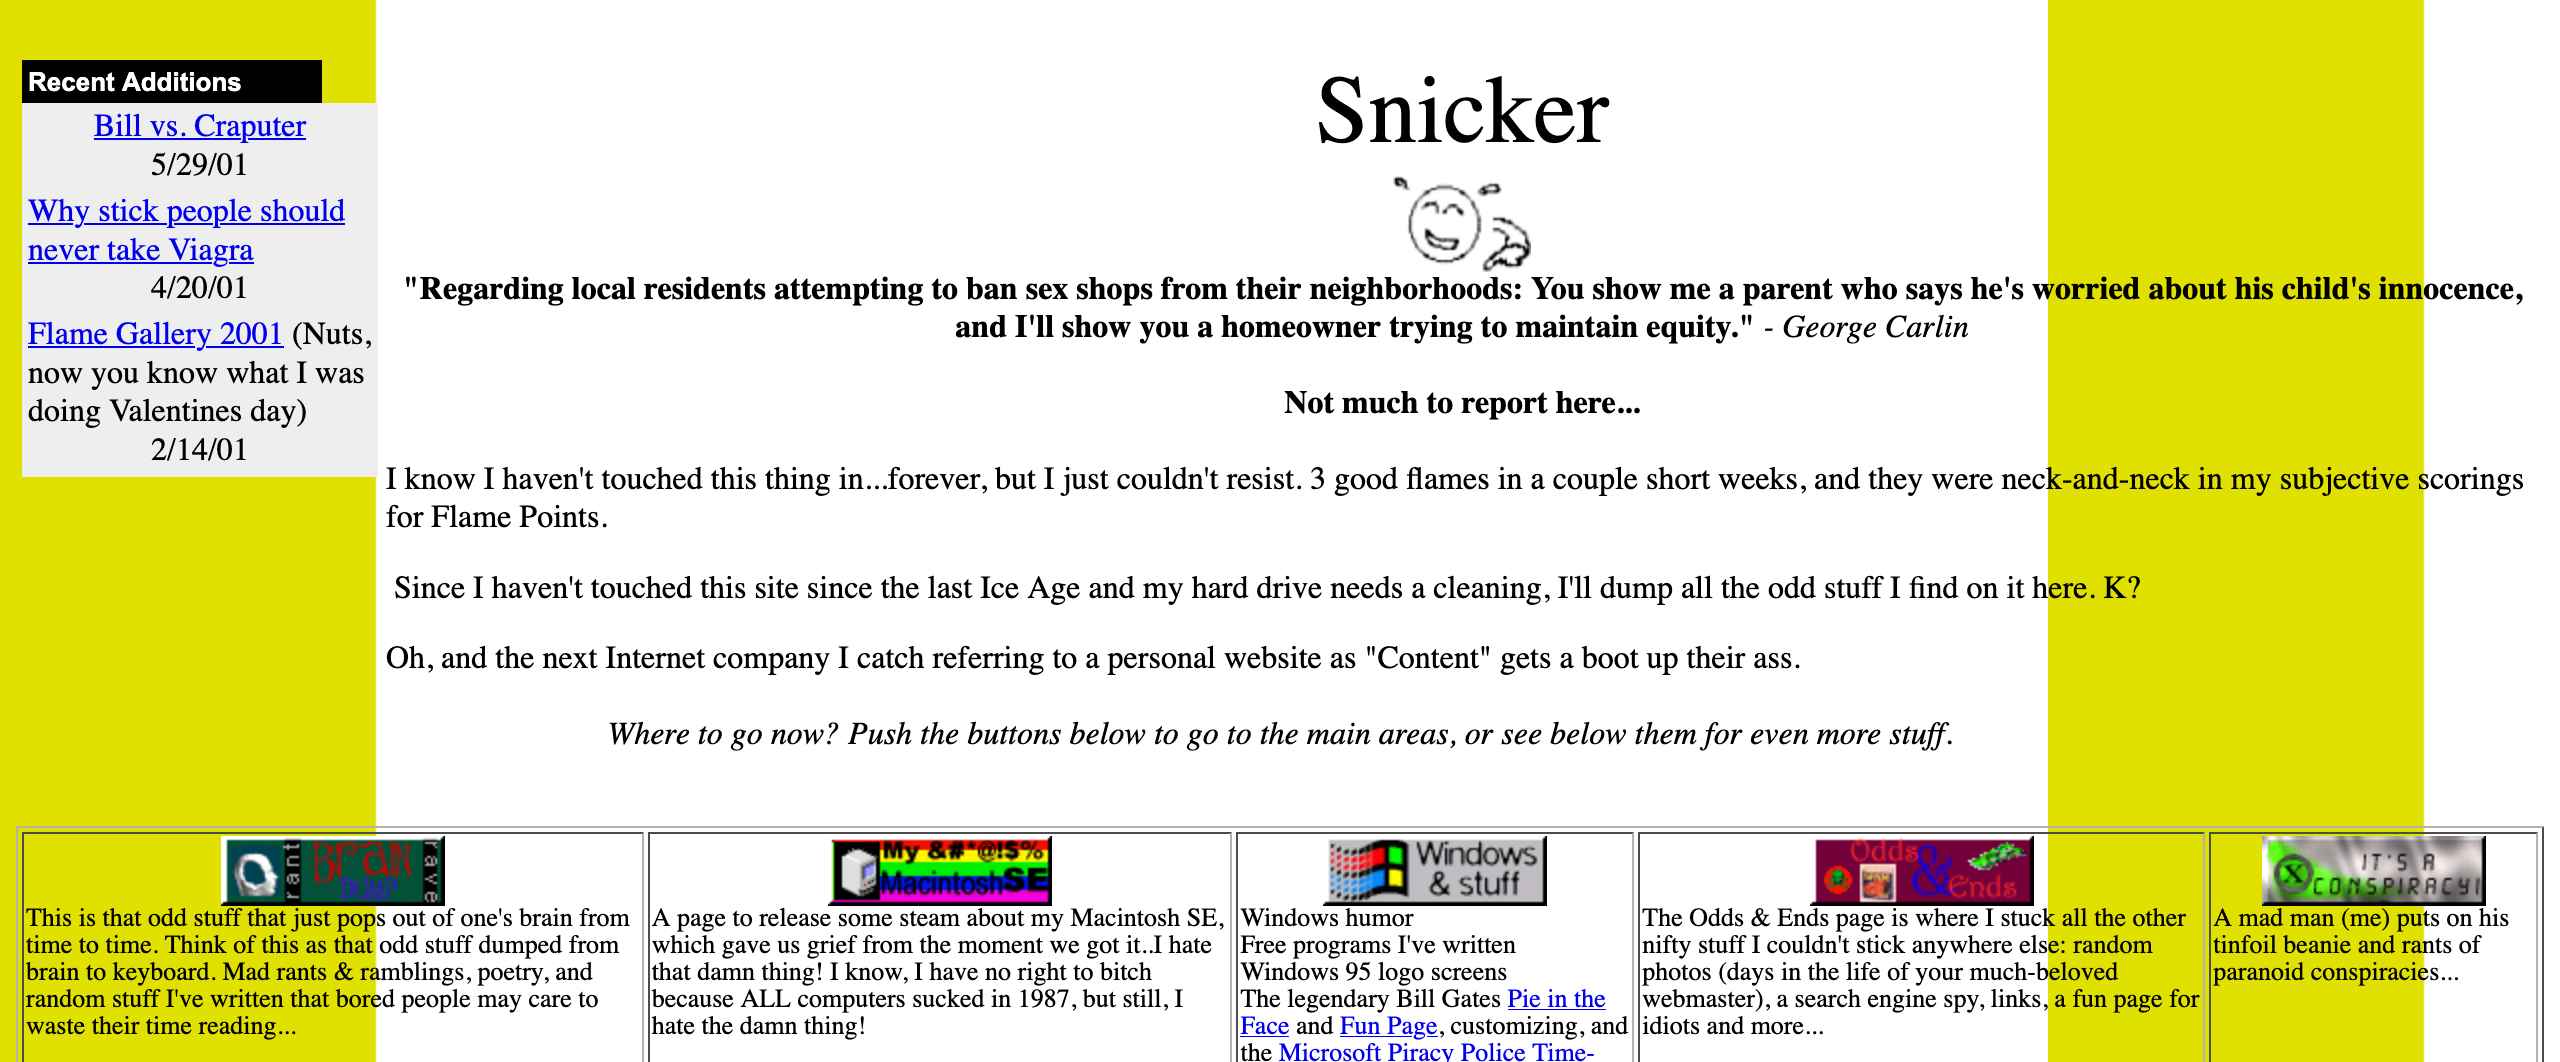 Recent Additions
Bill vs. Craputer
5/29/01
Why stick people should
never take Viagra
4/20/01
Flame Gallery 2001 (Nuts,
now you know what I was
doing Valentines day)
2/14/01
Snicker
"Regarding local residents attempting to ban sex shops from their neighborhoods: You show me a parent who says he's worried about his child's innocence,
and I'll show you a homeowner trying to maintain equity." - George Carlin
Not much to report here...
I know I haven't touched this thing in...forever, but I just couldn't resist. 3 good flames in a couple short weeks, and they were neck-and-neck in my subjective scorings
for Flame Points.
Since I haven't touched this site since the last Ice Age and my hard drive needs a cleaning, I'll dump all the odd stuff I find on it here. K?
Oh, and the next Internet company I catch referring to a personal website as "Content" gets a boot up their ass.
Where to go now? Push the buttons below to go to the main areas, or see below them for even more stuff.
rant
Brain
rave
This is that odd stuff that just pops out of one's brain from
time to time. Think of this as that odd stuff dumped from
brain to keyboard. Mad rants & ramblings, poetry, and
random stuff I've written that bored people may care to
waste their time reading...
My &#*@!$%
Macintosh SE
A page to release some steam about my Macintosh SE,
which gave us grief from the moment we got it..I hate
that damn thing! I know, I have no right to bitch
because ALL computers sucked in 1987, but still, I
hate the damn thing!
Windows
& stuff
Windows humor
Free programs I've written
Windows 95 logo screens
The legendary Bill Gates Pie in the
Face and Fun Page, customizing, and
the Microsoft Piracy Police Time-
Odds
&
Ends
The Odds & Ends page is where I stuck all the other
nifty stuff I couldn't stick anywhere else: random
photos (days in the life of your much-beloved
webmaster), a search engine spy, links, a fun page for
idiots and more...
X
IT'S A
CONSPIRACY!
A mad man (me) puts on his
tinfoil beanie and rants of
paranoid conspiracies...